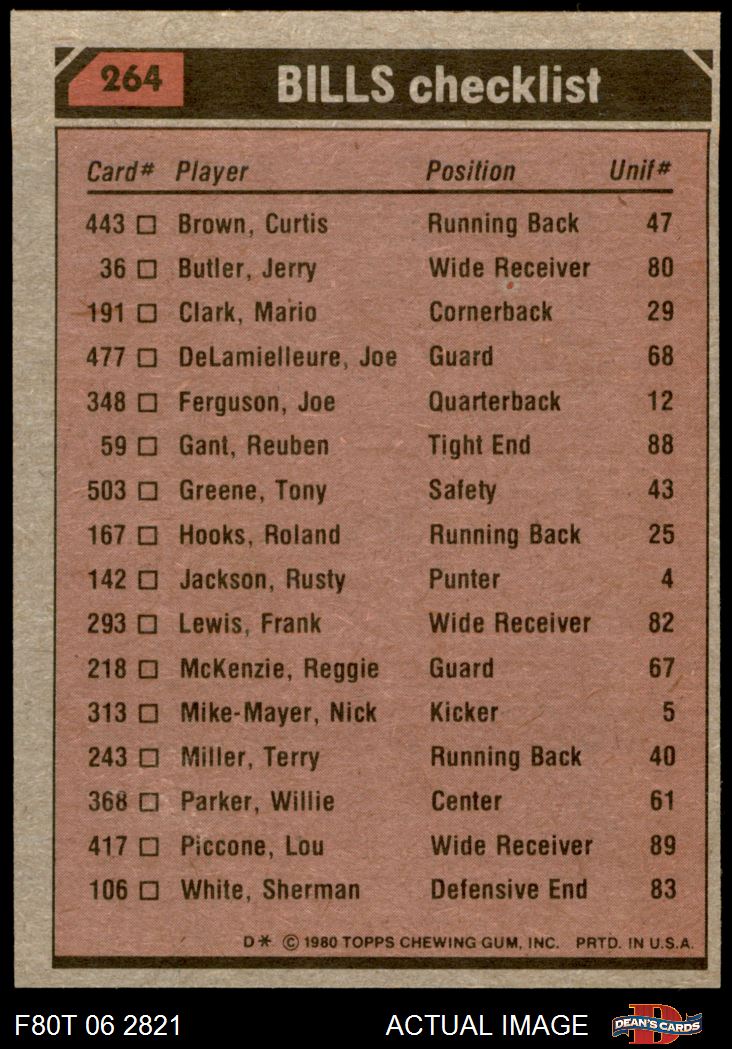 264 BILLS checklist
Card# Player Position Unif#
443 □ Brown, Curtis Running Back 47
36 □ Butler, Jerry Wide Receiver 80
191 □ Clark, Mario Cornerback 29
477 □ DeLamielleure, Joe Guard 68
348 □ Ferguson, Joe Quarterback 12
59 □ Gant, Reuben Tight End 88
503 □ Greene, Tony Safety 43
167 □ Hooks, Roland Running Back 25
142 □ Jackson, Rusty Punter 4
293 □ Lewis, Frank Wide Receiver 82
218 □ McKenzie, Reggie Guard 67
313 □ Mike-Mayer, Nick Kicker 5
243 □ Miller, Terry Running Back 40
368 □ Parker, Willie Center 61
417 □ Piccone, Lou Wide Receiver 89
106 □ White, Sherman Defensive End 83
D* © 1980 TOPPS CHEWING GUM, INC. PRTD. IN U.S.A.
F80T 06 2821 ACTUAL IMAGE D DEAN'S CARDS